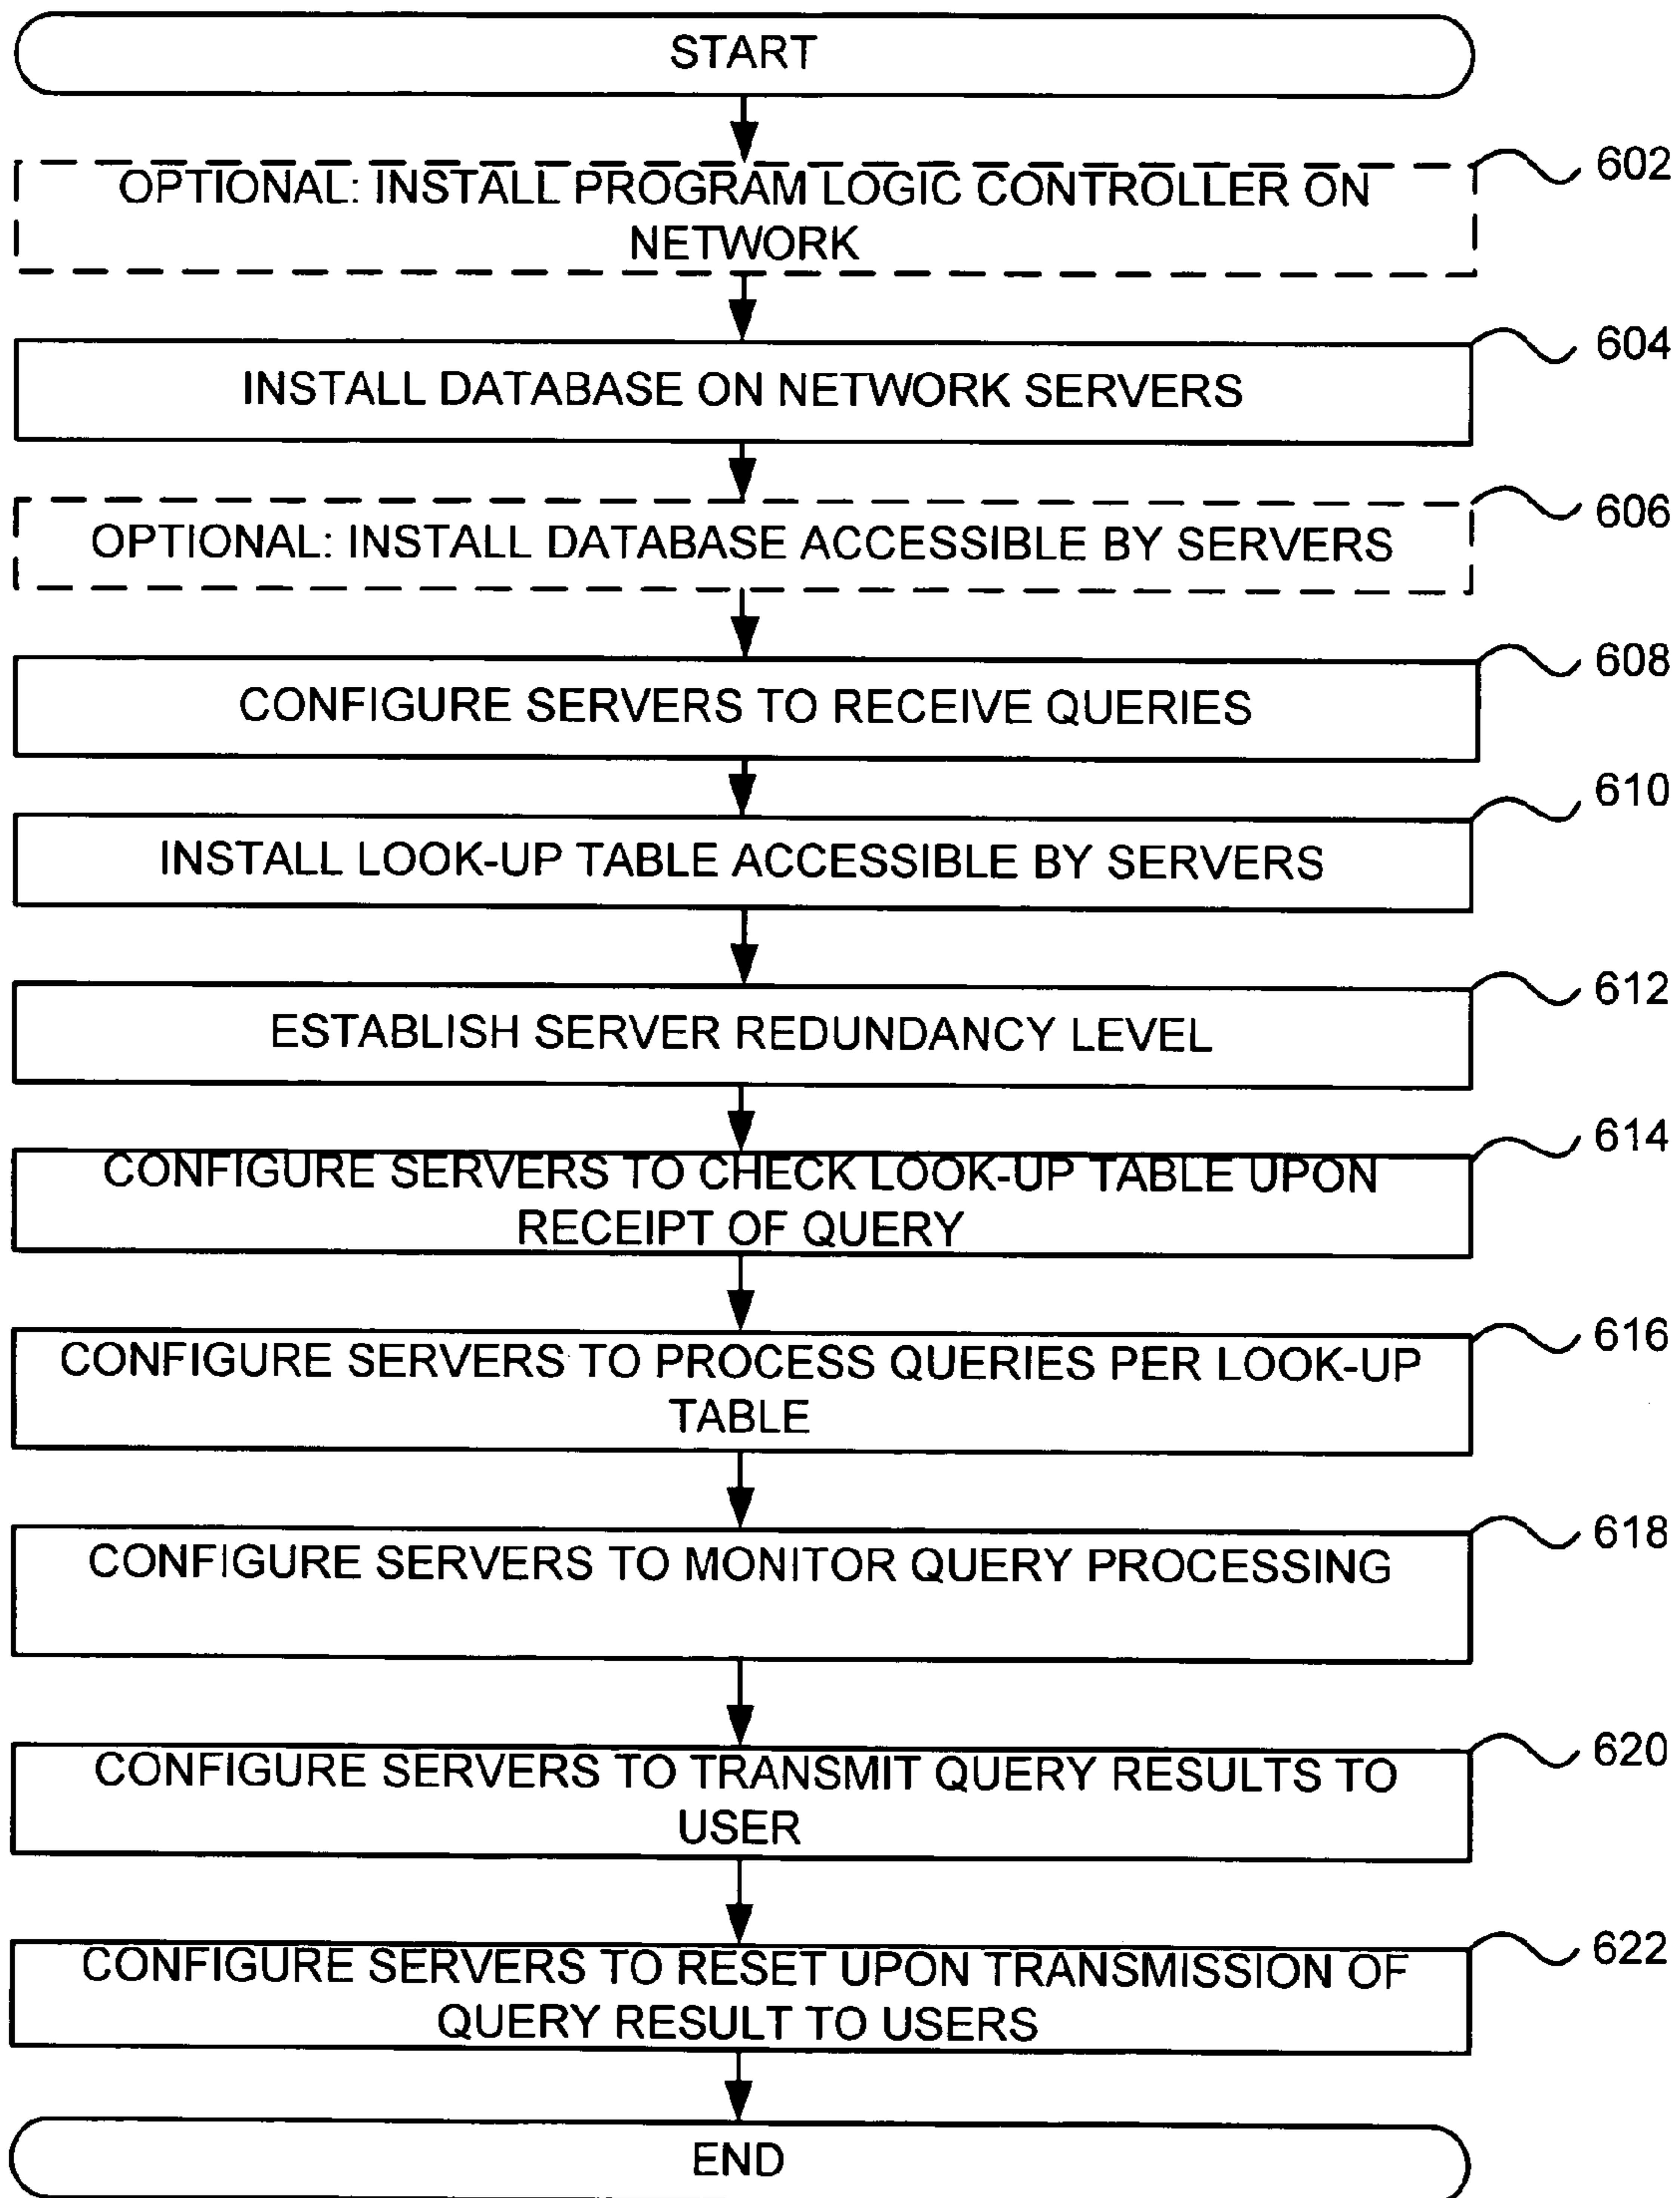 START
602
OPTIONAL: INSTALL PROGRAM LOGIC CONTROLLER ON
NETWORK
604
INSTALL DATABASE ON NETWORK SERVERS
606
OPTIONAL: INSTALL DATABASE ACCESSIBLE BY SERVERS
608
CONFIGURE SERVERS TO RECEIVE QUERIES
610
INSTALL LOOK-UP TABLE ACCESSIBLE BY SERVERS
612
ESTABLISH SERVER REDUNDANCY LEVEL
614
CONFIGURE SERVERS TO CHECK LOOK-UP TABLE UPON
RECEIPT OF QUERY
616
CONFIGURE SERVERS TO PROCESS QUERIES PER LOOK-UP
TABLE
618
CONFIGURE SERVERS TO MONITOR QUERY PROCESSING
620
CONFIGURE SERVERS TO TRANSMIT QUERY RESULTS TO
USER
622
CONFIGURE SERVERS TO RESET UPON TRANSMISSION OF
QUERY RESULT TO USERS
END